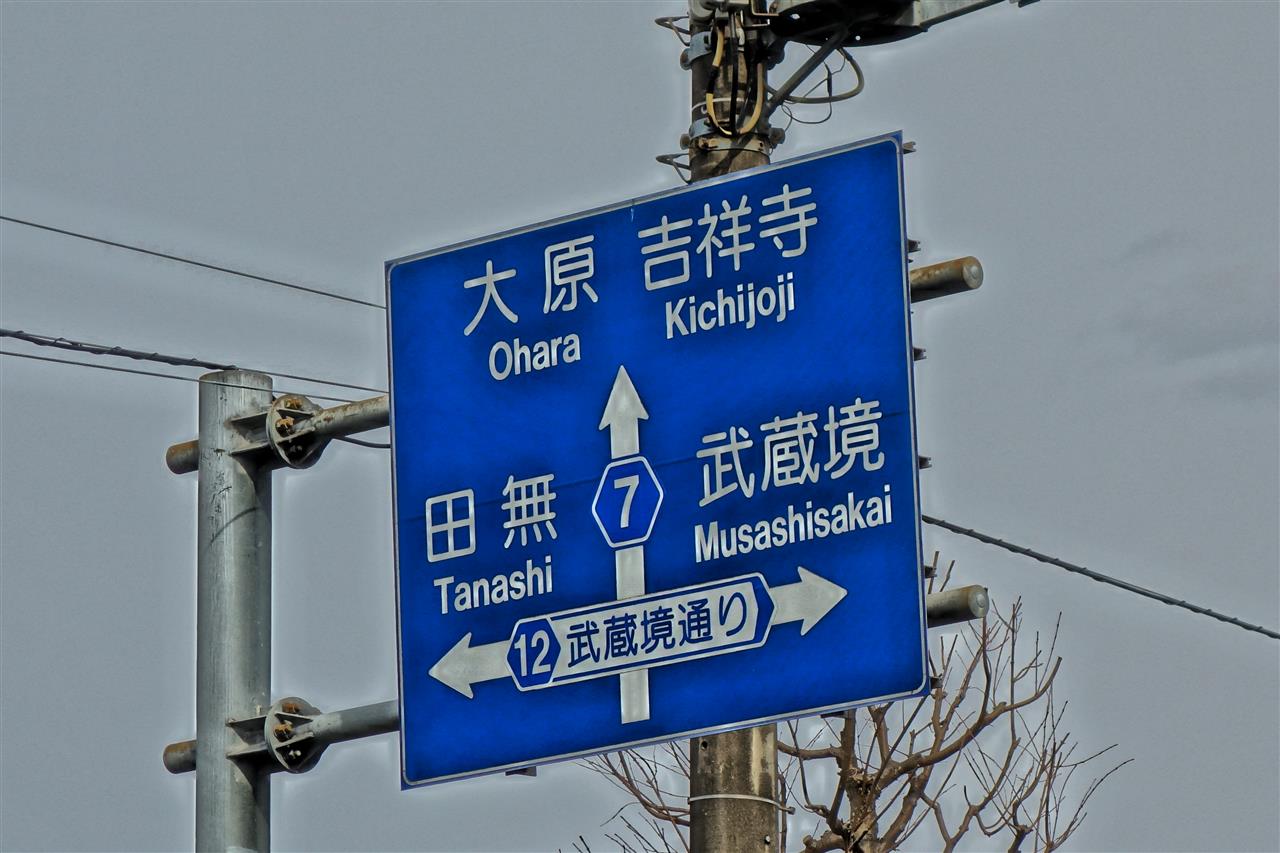 大原 吉祥寺
Ohara Kichijoji
田無 武蔵境
Tanashi Musashisakai
7
12 武蔵境通り